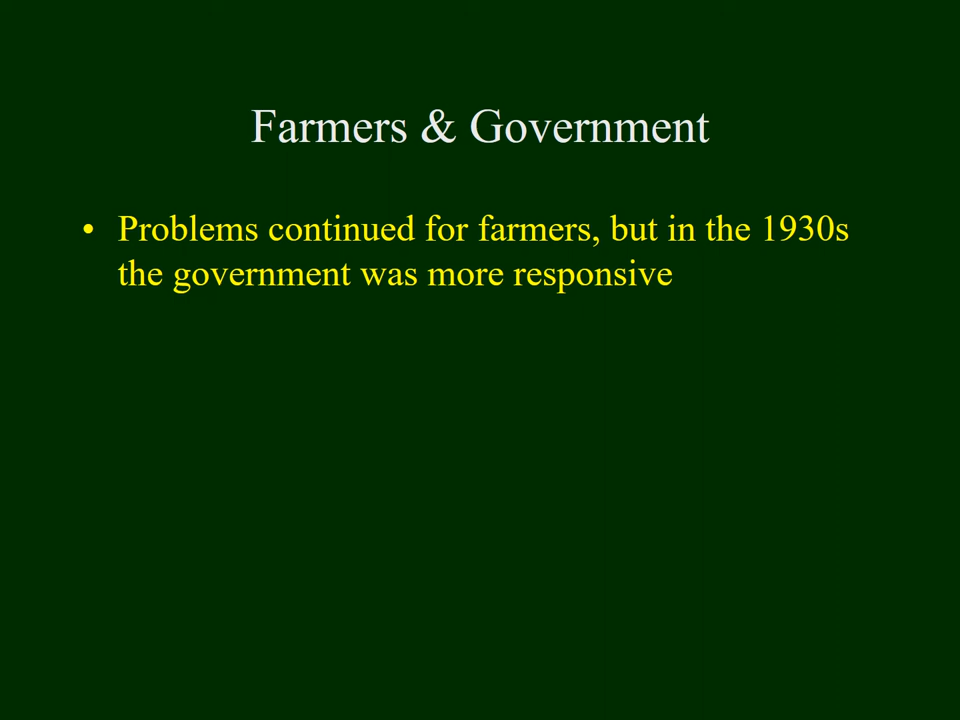 Farmers & Government
• Problems continued for farmers, but in the 1930s
the government was more responsive